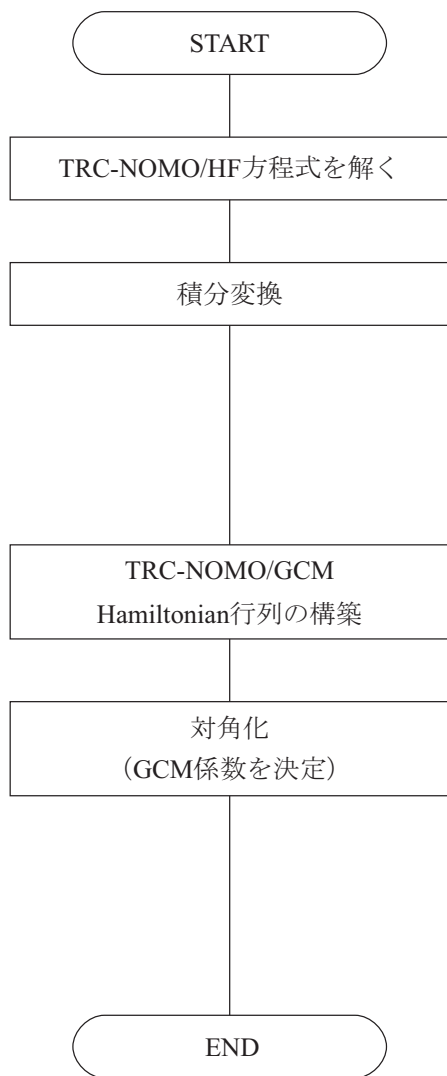 START
TRC-NOMO/HF方程式を解く
積分変換
TRC-NOMO/GCM
Hamiltonian行列の構築
対角化
（GCM係数を決定）
END